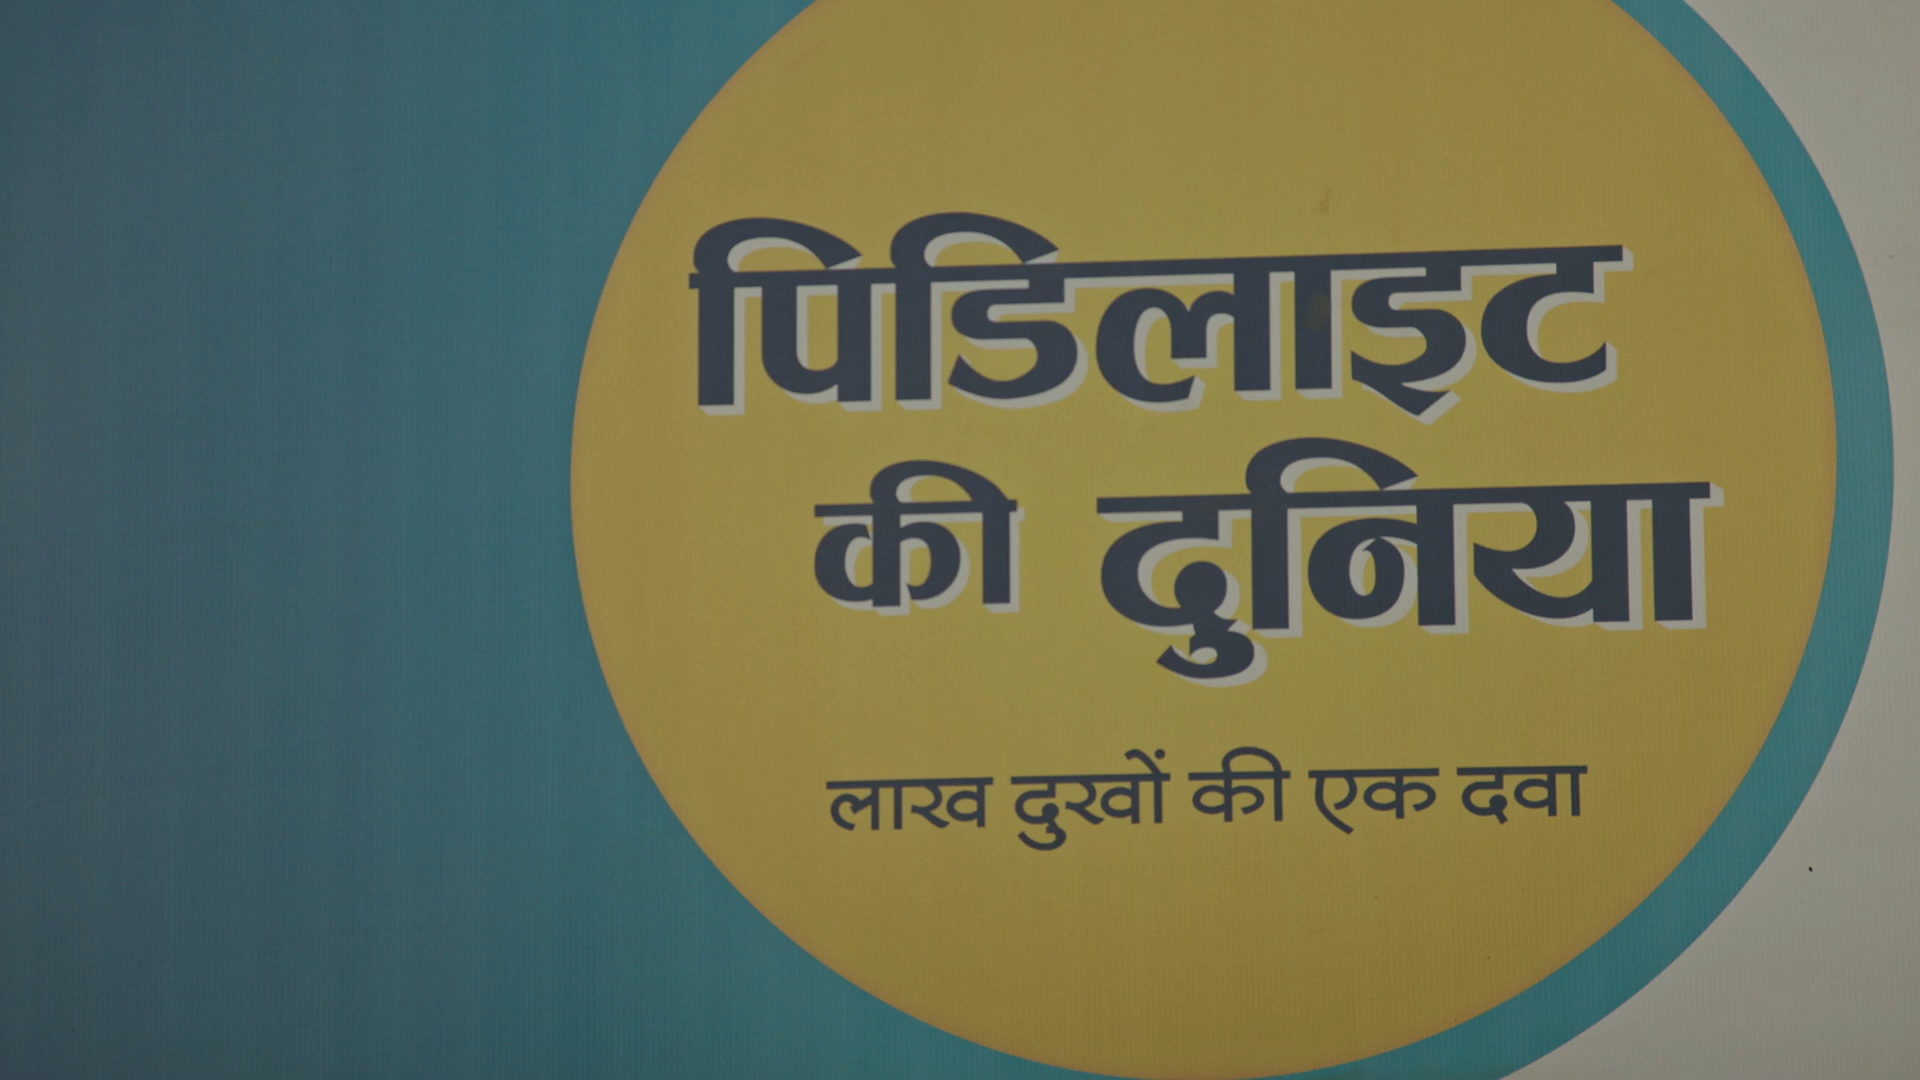 पिडिलाइट
की दुनिया
लाख दुखों की एक दवा